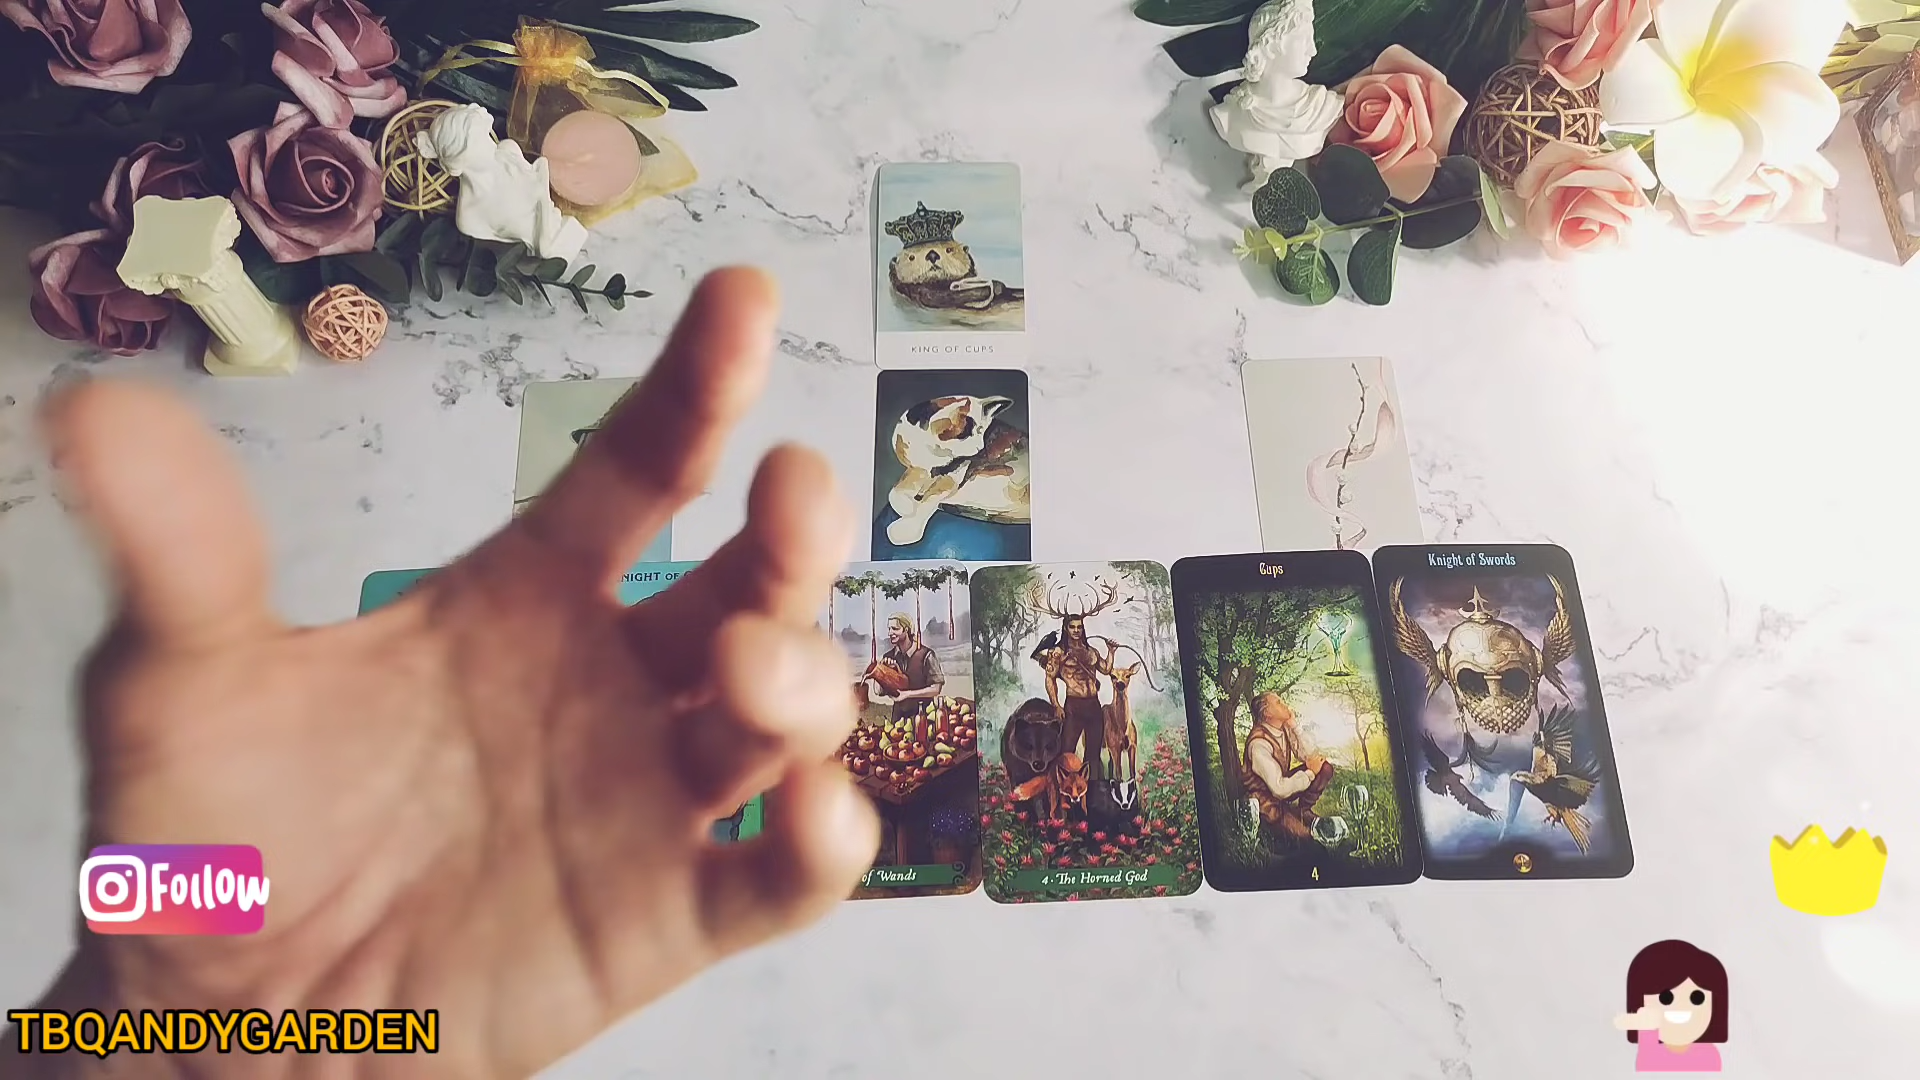 KING OF CUPS
NIGHT OF
of Wands
4 · The Horned God
Cups
4
Knight of Swords
Follow
TBQANDYGARDEN